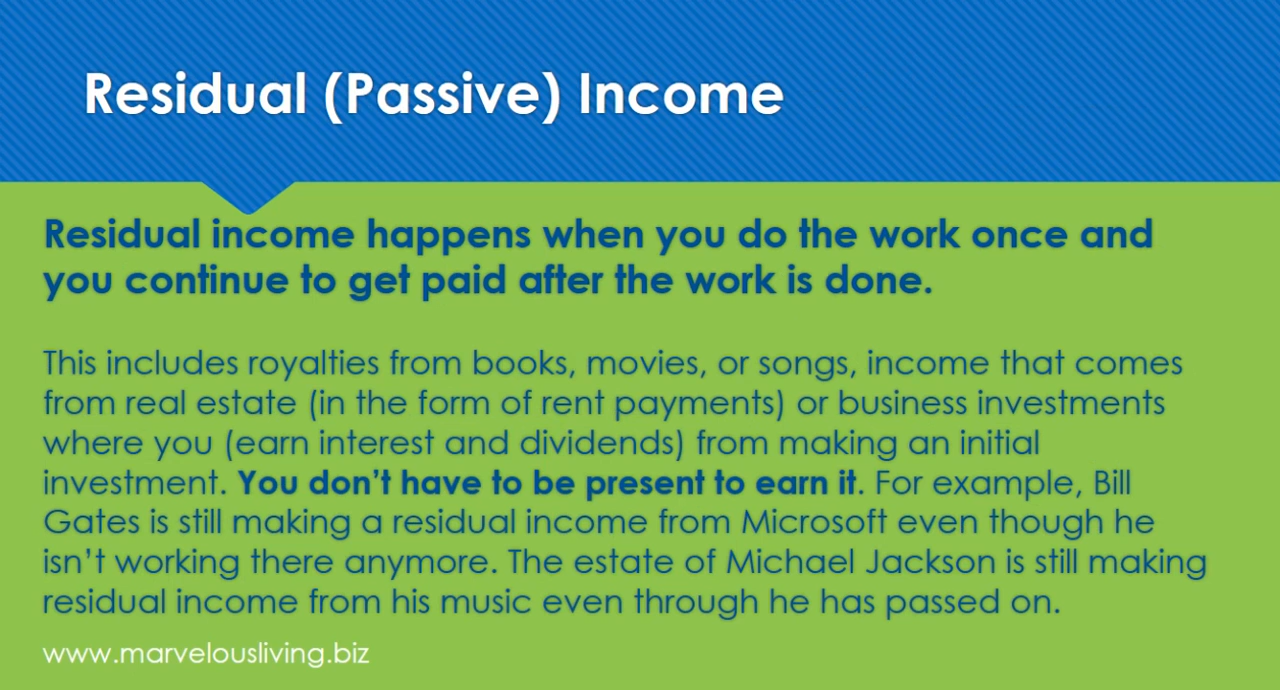 Residual (Passive) Income
Residual income happens when you do the work once and
you continue to get paid after the work is done.
This includes royalties from books, movies, or songs, income that comes
from real estate (in the form of rent payments) or business investments
where you (earn interest and dividends) from making an initial
investment. You don't have to be present to earn it. For example, Bill
Gates is still making a residual income from Microsoft even though he
isn't working there anymore. The estate of Michael Jackson is still making
residual income from his music even through he has passed on.
www.marvelousliving.biz